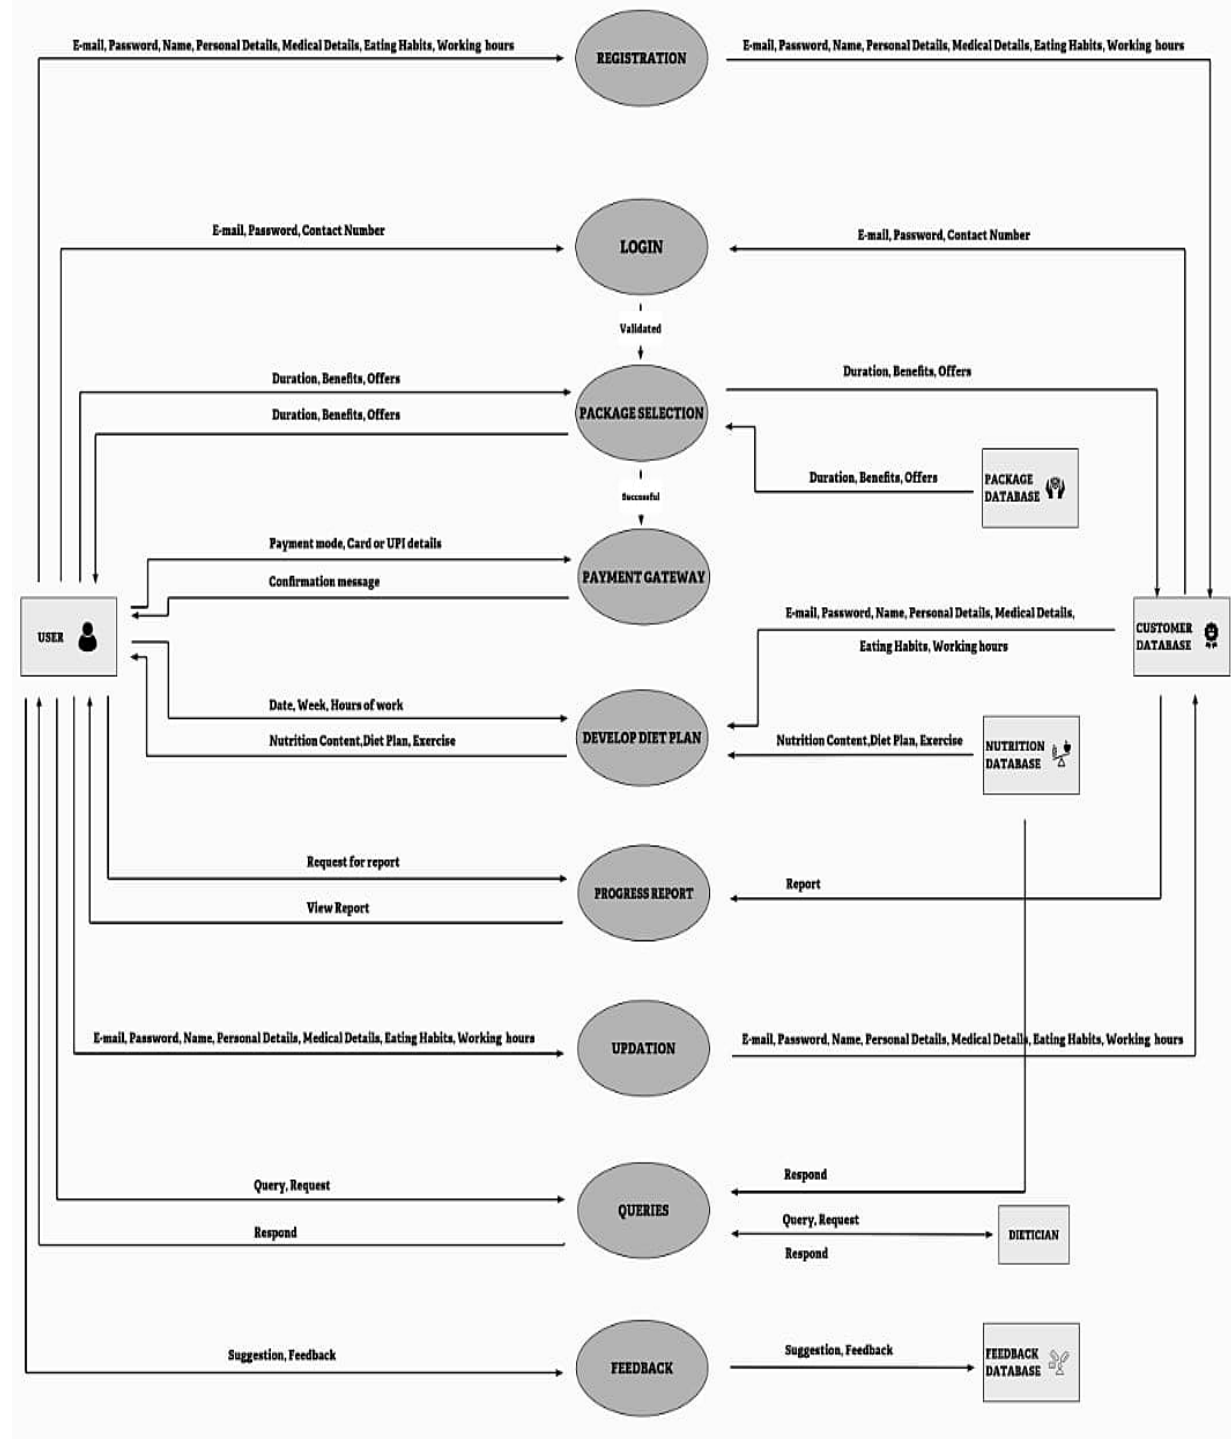 E-mail, Password, Name, Personal Details, Medical Details, Eating Habits, Working hours
REGISTRATION
E-mail, Password, Name, Personal Details, Medical Details, Eating Habits, Working hours
E-mail, Password, Contact Number
LOGIN
E-mail, Password, Contact Number
Validated
Duration, Benefits, Offers
Duration, Benefits, Offers
Duration, Benefits, Offers
PACKAGE SELECTION
Duration, Benefits, Offers
PACKAGE
DATABASE
Successful
Payment mode, Card or UPI details
Confirmation message
PAYMENT GATEWAY
E-mail, Password, Name, Personal Details, Medical Details,
Eating Habits, Working hours
USER
CUSTOMER
DATABASE
Date, Week, Hours of work
Nutrition Content,Diet Plan, Exercise
DEVELOP DIET PLAN
Nutrition Content,Diet Plan, Exercise
NUTRITION
DATABASE
Request for report
View Report
PROGRESS REPORT
Report
E-mail, Password, Name, Personal Details, Medical Details, Eating Habits, Working hours
UPDATION
E-mail, Password, Name, Personal Details, Medical Details, Eating Habits, Working hours
Query, Request
Respond
QUERIES
Respond
Query, Request
Respond
DIETICIAN
Suggestion, Feedback
FEEDBACK
Suggestion, Feedback
FEEDBACK
DATABASE